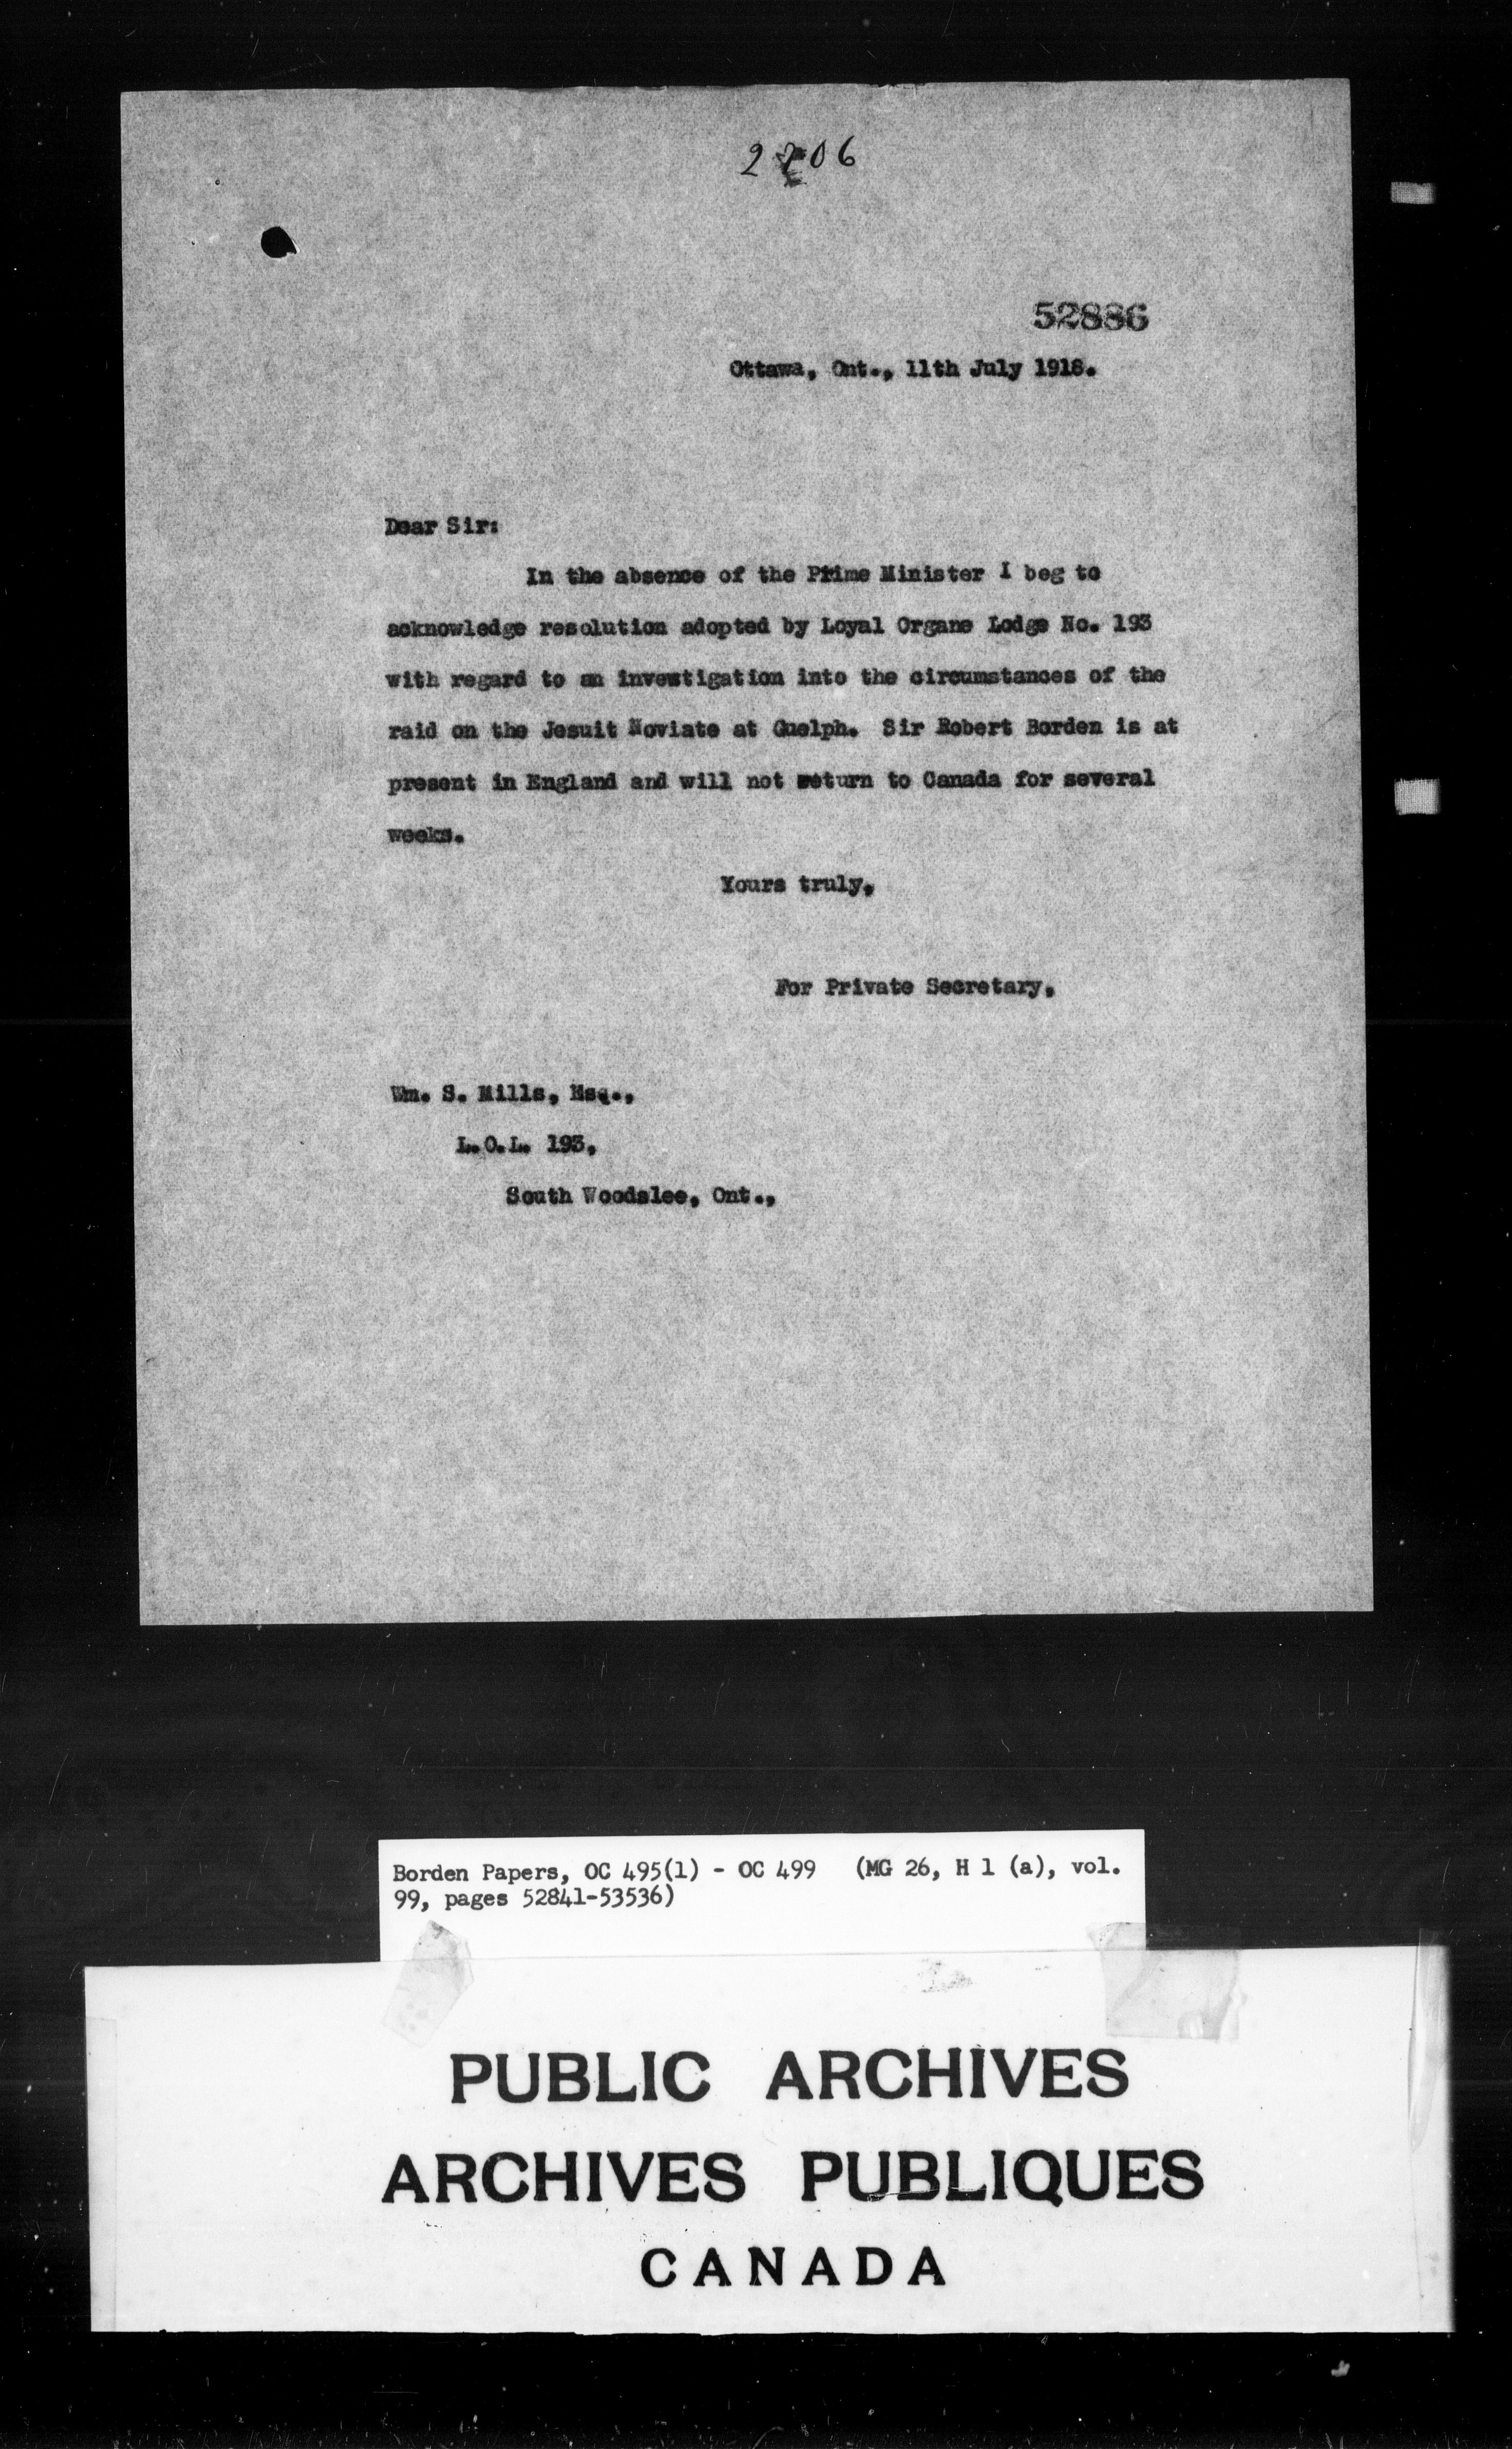 2706
52886
Ottawa, Ont., 11th July 1918.
Dear Sir:
In the absence of the Prime Minister I beg to
acknowledge resolution adopted by Loyal Organe Lodge No. 193
with regard to an investigation into the circumstances of the
raid on the Jesuit Noviate at Guelph. Sir Robert Borden is at
present in England and will not return to Canada for several
weeks.
Yours truly,
For Private Secretary,
Wm. S. Mills, Esq.,
L.O.L. 193,
South Woodslee, Ont.,
Borden Papers, OC 495(1) - OC 499 (MG 26, H 1 (a), vol.
99, pages 52841-53536)
PUBLIC ARCHIVES
ARCHIVES PUBLIQUES
CANADA